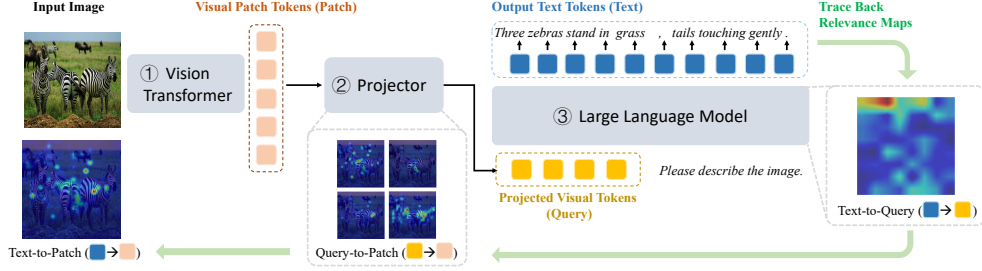 Input Image
Visual Patch Tokens (Patch)
Output Text Tokens (Text)
Trace Back
Relevance Maps
Three zebras stand in grass , tails touching gently .
① Vision
Transformer
② Projector
③ Large Language Model
Please describe the image.
Projected Visual Tokens
(Query)
Text-to-Patch ( → )
Query-to-Patch ( → )
Text-to-Query ( → )